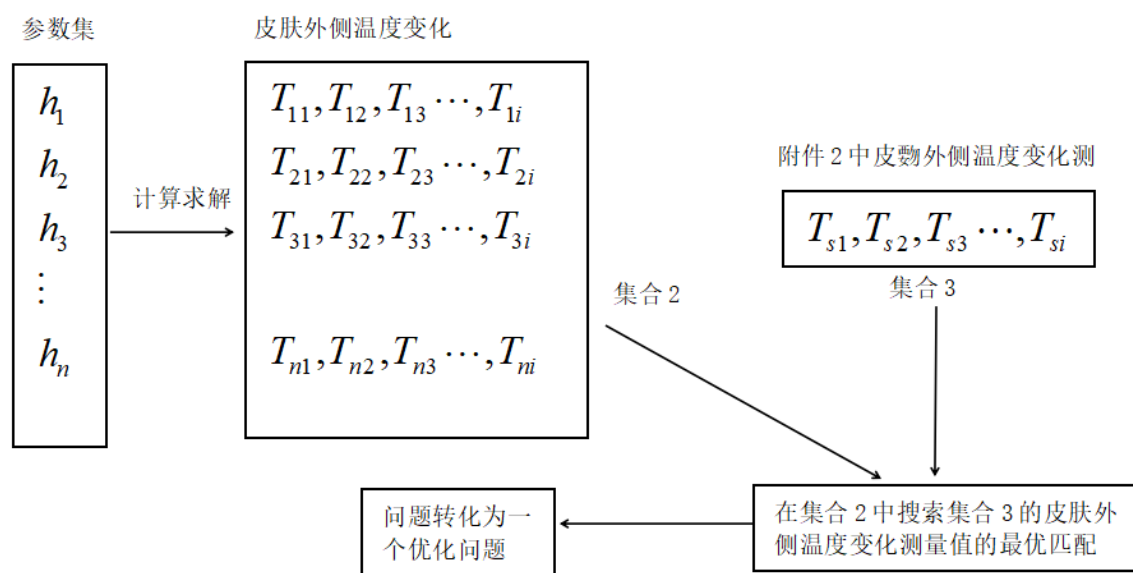 参数集
皮肤外侧温度变化
h₁
h₂
h₃
⋮
hₙ
计算求解
T₁₁,T₁₂,T₁₃⋯,T₁ᵢ
T₂₁,T₂₂,T₂₃⋯,T₂ᵢ
T₃₁,T₃₂,T₃₃⋯,T₃ᵢ
Tₙ₁,Tₙ₂,Tₙ₃⋯,Tₙᵢ
附件2中皮覅外侧温度变化测
Tₛ₁,Tₛ₂,Tₛ₃⋯,Tₛᵢ
集合2
集合3
在集合2中搜索集合3的皮肤外
侧温度变化测量值的最优匹配
问题转化为一
个优化问题